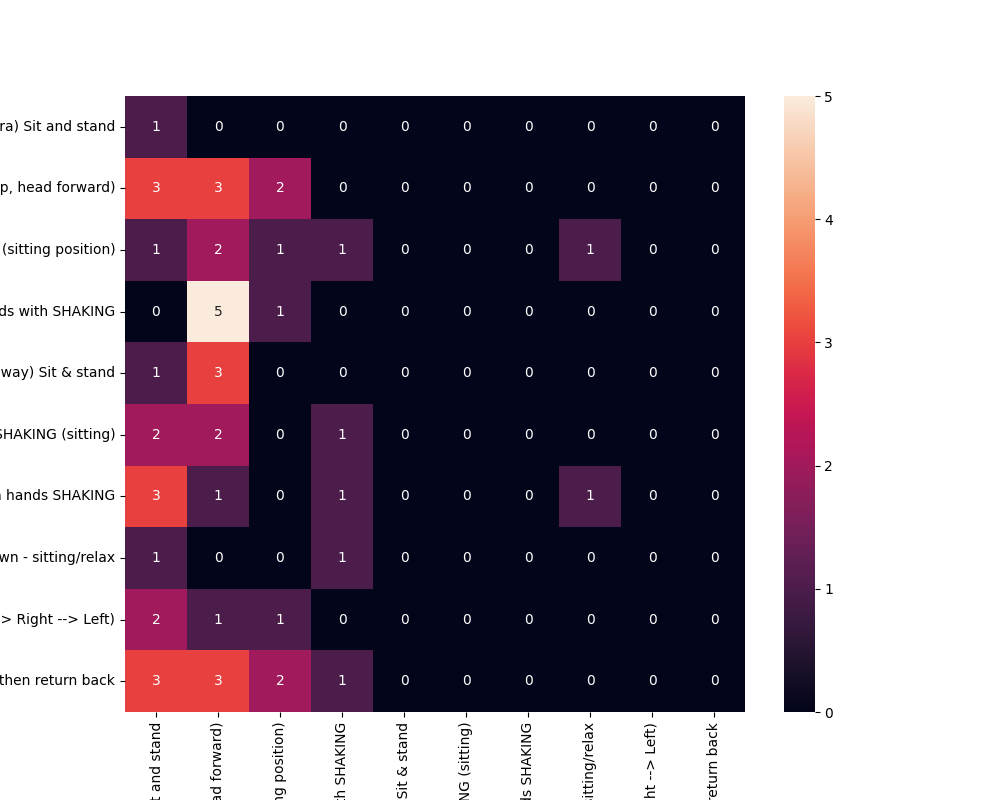 ra) Sit and stand 1 0 0 0 0 0 0 0 0 0
p, head forward) 3 3 2 0 0 0 0 0 0 0
(sitting position) 1 2 1 1 0 0 0 1 0 0
ds with SHAKING 0 5 1 0 0 0 0 0 0 0
way) Sit & stand 1 3 0 0 0 0 0 0 0 0
SHAKING (sitting) 2 2 0 1 0 0 0 0 0 0
hands SHAKING 3 1 0 1 0 0 0 1 0 0
wn - sitting/relax 1 0 0 1 0 0 0 0 0 0
> Right --> Left) 2 1 1 0 0 0 0 0 0 0
then return back 3 3 2 1 0 0 0 0 0 0
t and stand
ad forward)
ng position)
th SHAKING
Sit & stand
NG (sitting)
ds SHAKING
sitting/relax
ht --> Left)
return back
5
4
3
2
1
0